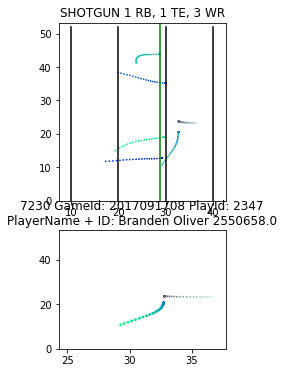 SHOTGUN 1 RB, 1 TE, 3 WR
50
40
30
20
10
0
10 20 30 40
7230 GameId: 2017091708 PlayId: 2347
PlayerName + ID: Branden Oliver 2550658.0
40
20
0
25 30 35